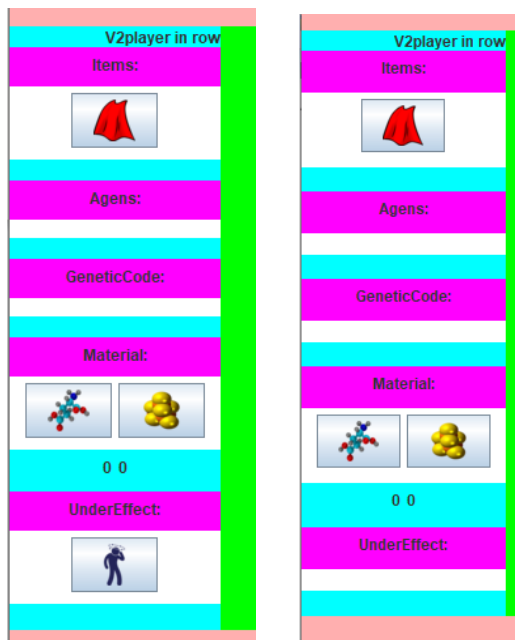 V2player in row
Items:
Agens:
GeneticCode:
Material:
0 0
UnderEffect:
V2player in row
Items:
Agens:
GeneticCode:
Material:
0 0
UnderEffect: